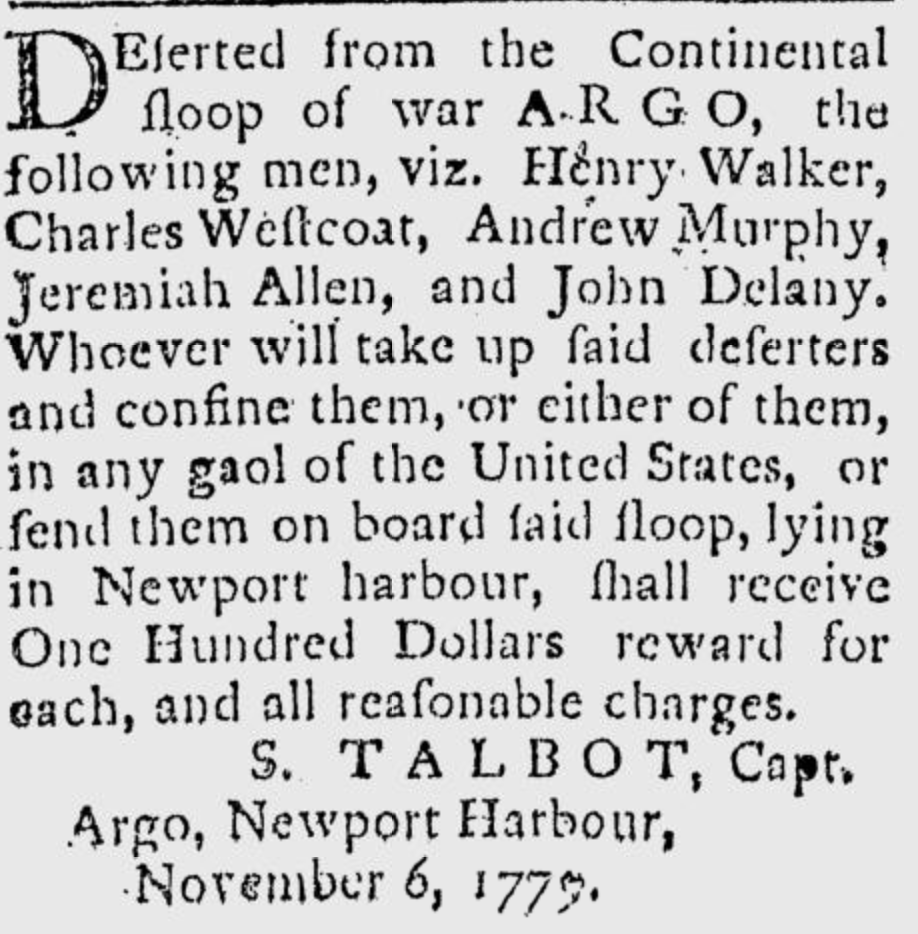 DEſerted from the Continental
ſloop of war ARGO, the
following men, viz. Henry Walker,
Charles Weſtcoat, Andrew Murphy,
Jeremiah Allen, and John Delany.
Whoever will take up ſaid deſerters
and confine them, or either of them,
in any gaol of the United States, or
ſend them on board ſaid ſloop, lying
in Newport harbour, ſhall receive
One Hundred Dollars reward for
each, and all reaſonable charges.
S. TALBOT, Capt.
Argo, Newport Harbour,
November 6, 1779.